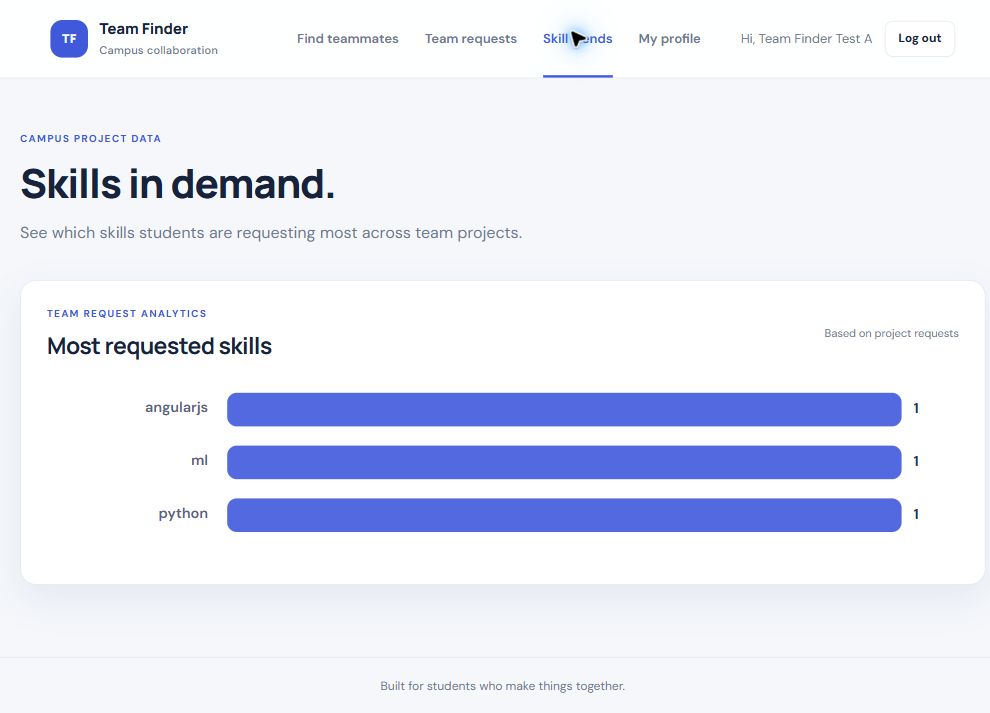 TF
Team Finder
Campus collaboration
Find teammates
Team requests
Skill trends
My profile
Hi, Team Finder Test A
Log out
CAMPUS PROJECT DATA
Skills in demand.
See which skills students are requesting most across team projects.
TEAM REQUEST ANALYTICS
Most requested skills
Based on project requests
angularjs
1
ml
1
python
1
Built for students who make things together.